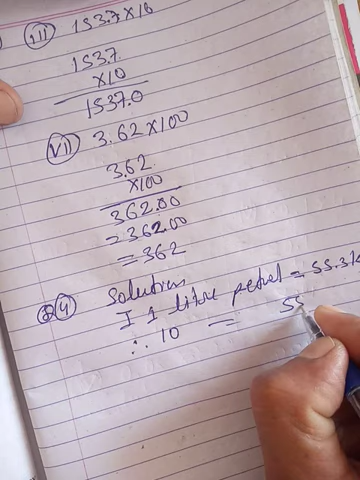 iii) 153.7×10
153.7
×10
1537.0
VII) 3.62×100
3.62
×100
362.00
=362.00
=362
Q4) Solution
I 1 litre petrol = 55.3k
∴ 10 = 55